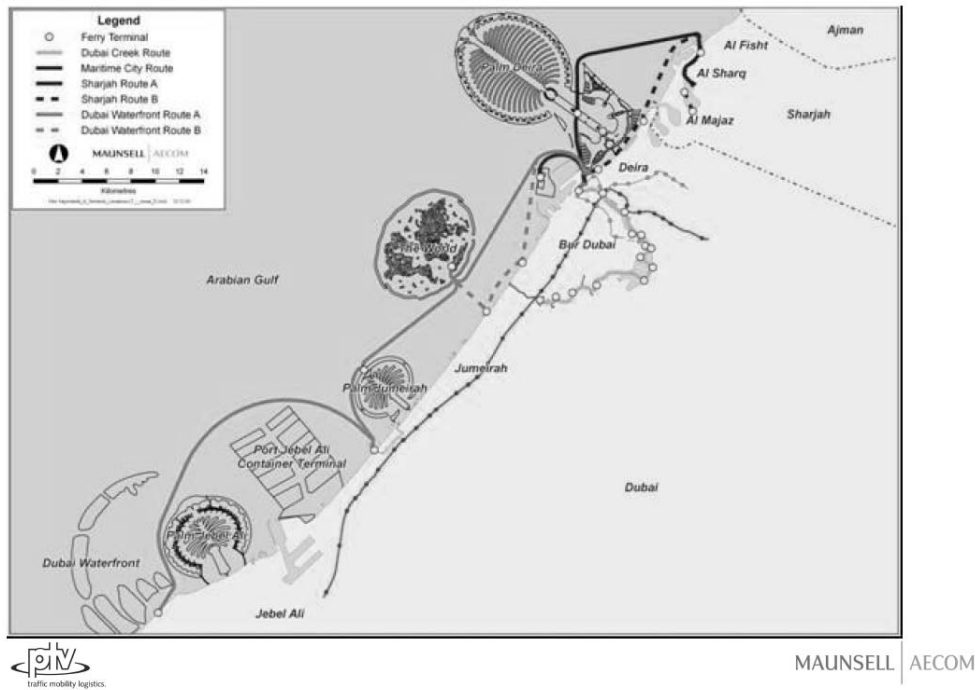 Legend
Ferry Terminal
Dubai Creek Route
Maritime City Route
Sharjah Route A
Sharjah Route B
Dubai Waterfront Route A
Dubai Waterfront Route B
MAUNSELL | AECOM
0 2 4 6 8 10 12 14
Kilometres
Ajman
Al Fisht
Al Sharq
Sharjah
Al Majaz
Palm Deira
Deira
Bur Dubai
The World
Arabian Gulf
Jumeirah
Palm Jumeirah
Port Jebel Ali
Container Terminal
Dubai
Palm Jebel Ali
Dubai Waterfront
Jebel Ali
ptv
traffic mobility logistics.
MAUNSELL | AECOM